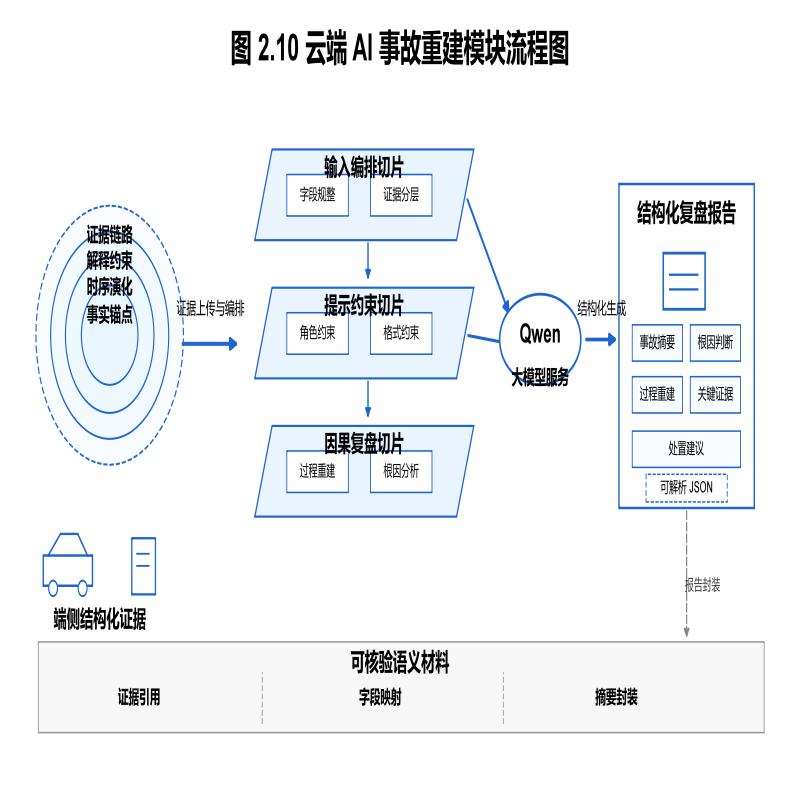 图 2.10 云端 AI 事故重建模块流程图
证据链路
解释约束
时序演化
事实锚点
证据上传与编排
输入编排切片
字段规整
证据分层
提示约束切片
角色约束
格式约束
因果复盘切片
过程重建
根因分析
Qwen
大模型服务
结构化生成
结构化复盘报告
事故摘要
根因判断
过程重建
关键证据
处置建议
可解析 JSON
报告封装
端侧结构化证据
可核验语义材料
证据引用
字段映射
摘要封装